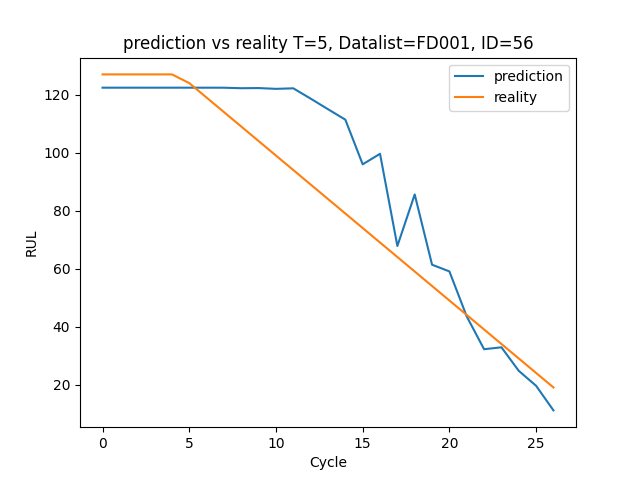 prediction vs reality T=5, Datalist=FD001, ID=56
prediction
reality
RUL
120
100
80
60
40
20
0 5 10 15 20 25
Cycle